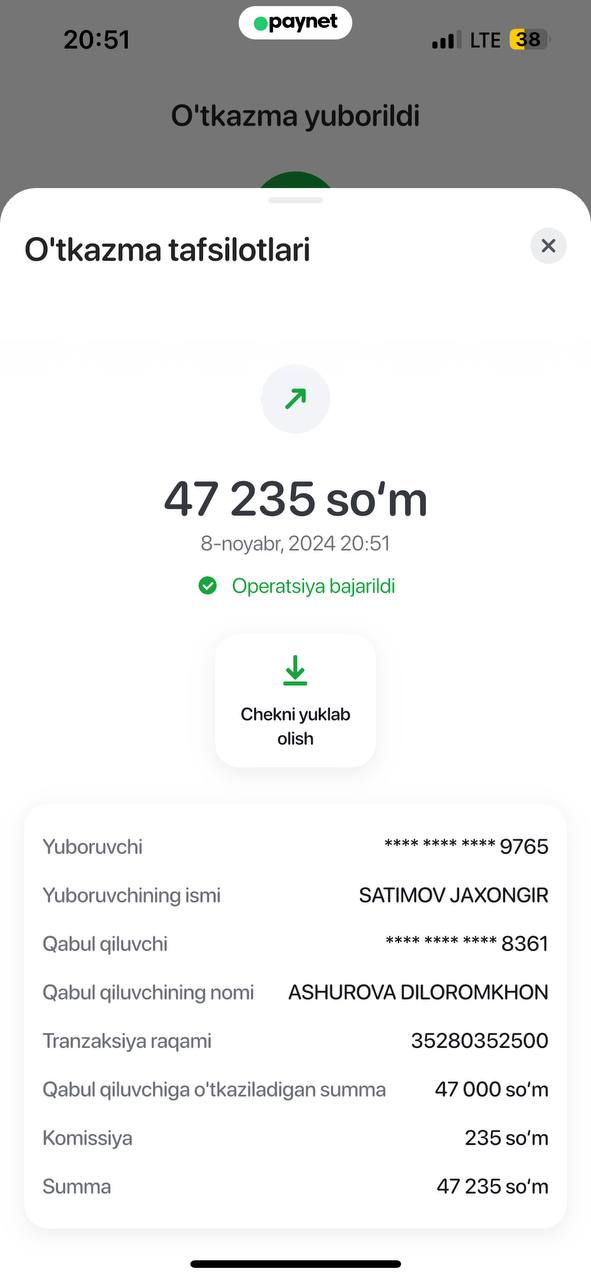 20:51
paynet
LTE
38
O'tkazma yuborildi
O'tkazma tafsilotlari
47 235 so‘m
8-noyabr, 2024 20:51
Operatsiya bajarildi
Chekni yuklab
olish
Yuboruvchi **** **** **** 9765
Yuboruvchining ismi SATIMOV JAXONGIR
Qabul qiluvchi **** **** **** 8361
Qabul qiluvchining nomi ASHUROVA DILOROMKHON
Tranzaksiya raqami 35280352500
Qabul qiluvchiga o'tkaziladigan summa 47 000 so‘m
Komissiya 235 so‘m
Summa 47 235 so‘m